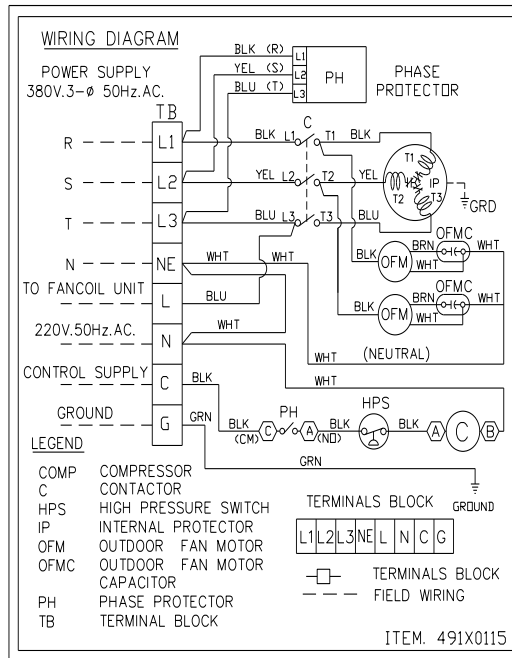 WIRING DIAGRAM
POWER SUPPLY
380V.3-ø 50Hz.AC.
TB
BLK (R)
YEL (S)
BLU (T)
L1
L2
L3
PH
PHASE
PROTECTOR
C
R
L1
BLK
L1
T1
BLK
S
L2
YEL
L2
T2
YEL
T
L3
BLU
L3
T3
BLU
T1
T2
T3
IP
GRD
N
NE
WHT
WHT
OFMC
BLK
OFM
BRN
WHT
WHT
TO FANCOIL UNIT
L
BLU
OFMC
BLK
OFM
BRN
WHT
WHT
220V.50Hz.AC.
N
WHT
WHT
(NEUTRAL)
WHT
CONTROL SUPPLY
C
BLK
GROUND
G
GRN
BLK
(CM)
C
PH
A
BLK
(NO)
HPS
BLK
A
C
B
GRN
GROUND
LEGEND
COMP COMPRESSOR
C CONTACTOR
HPS HIGH PRESSURE SWITCH
IP INTERNAL PROTECTOR
OFM OUTDOOR FAN MOTOR
OFMC OUTDOOR FAN MOTOR
CAPACITOR
PH PHASE PROTECTOR
TB TERMINAL BLOCK
TERMINALS BLOCK
L1 L2 L3 NE L N C G
TERMINALS BLOCK
FIELD WIRING
ITEM. 491X0115